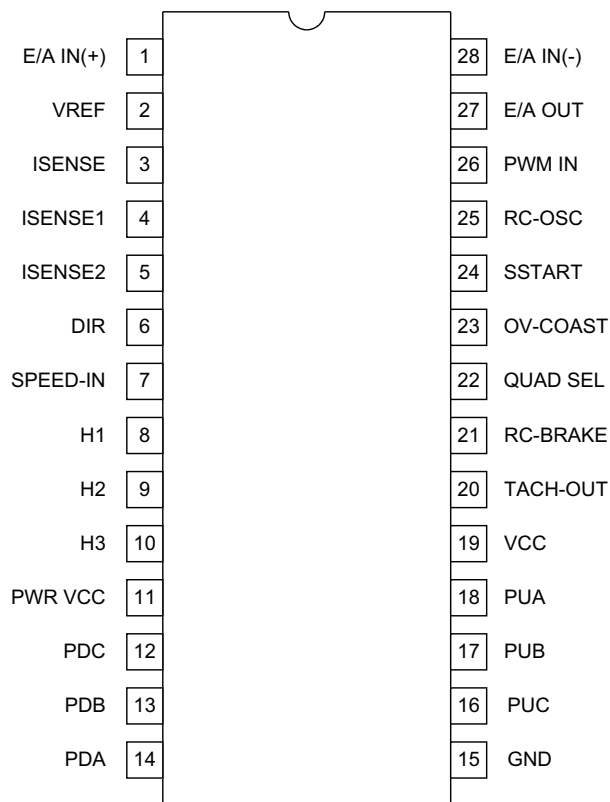 E/A IN(+) 1 28 E/A IN(-)
VREF 2 27 E/A OUT
ISENSE 3 26 PWM IN
ISENSE1 4 25 RC-OSC
ISENSE2 5 24 SSTART
DIR 6 23 OV-COAST
SPEED-IN 7 22 QUAD SEL
H1 8 21 RC-BRAKE
H2 9 20 TACH-OUT
H3 10 19 VCC
PWR VCC 11 18 PUA
PDC 12 17 PUB
PDB 13 16 PUC
PDA 14 15 GND